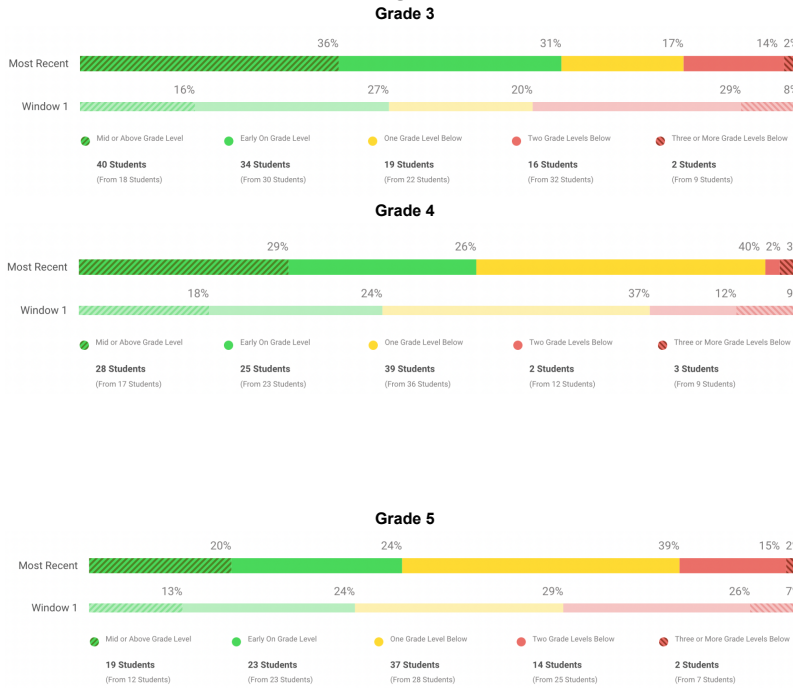 Grade 3
36% 31% 17% 14% 2%
Most Recent
16% 27% 20% 29% 8%
Window 1
Mid or Above Grade Level Early On Grade Level One Grade Level Below Two Grade Levels Below Three or More Grade Levels Below
40 Students 34 Students 19 Students 16 Students 2 Students
(From 18 Students) (From 30 Students) (From 22 Students) (From 32 Students) (From 9 Students)
Grade 4
29% 26% 40% 2% 3
Most Recent
18% 24% 37% 12% 9
Window 1
Mid or Above Grade Level Early On Grade Level One Grade Level Below Two Grade Levels Below Three or More Grade Levels Below
28 Students 25 Students 39 Students 2 Students 3 Students
(From 17 Students) (From 23 Students) (From 36 Students) (From 12 Students) (From 9 Students)
Grade 5
20% 24% 39% 15% 2%
Most Recent
13% 24% 29% 26% 7%
Window 1
Mid or Above Grade Level Early On Grade Level One Grade Level Below Two Grade Levels Below Three or More Grade Levels Below
19 Students 23 Students 37 Students 14 Students 2 Students
(From 12 Students) (From 23 Students) (From 28 Students) (From 25 Students) (From 7 Students)